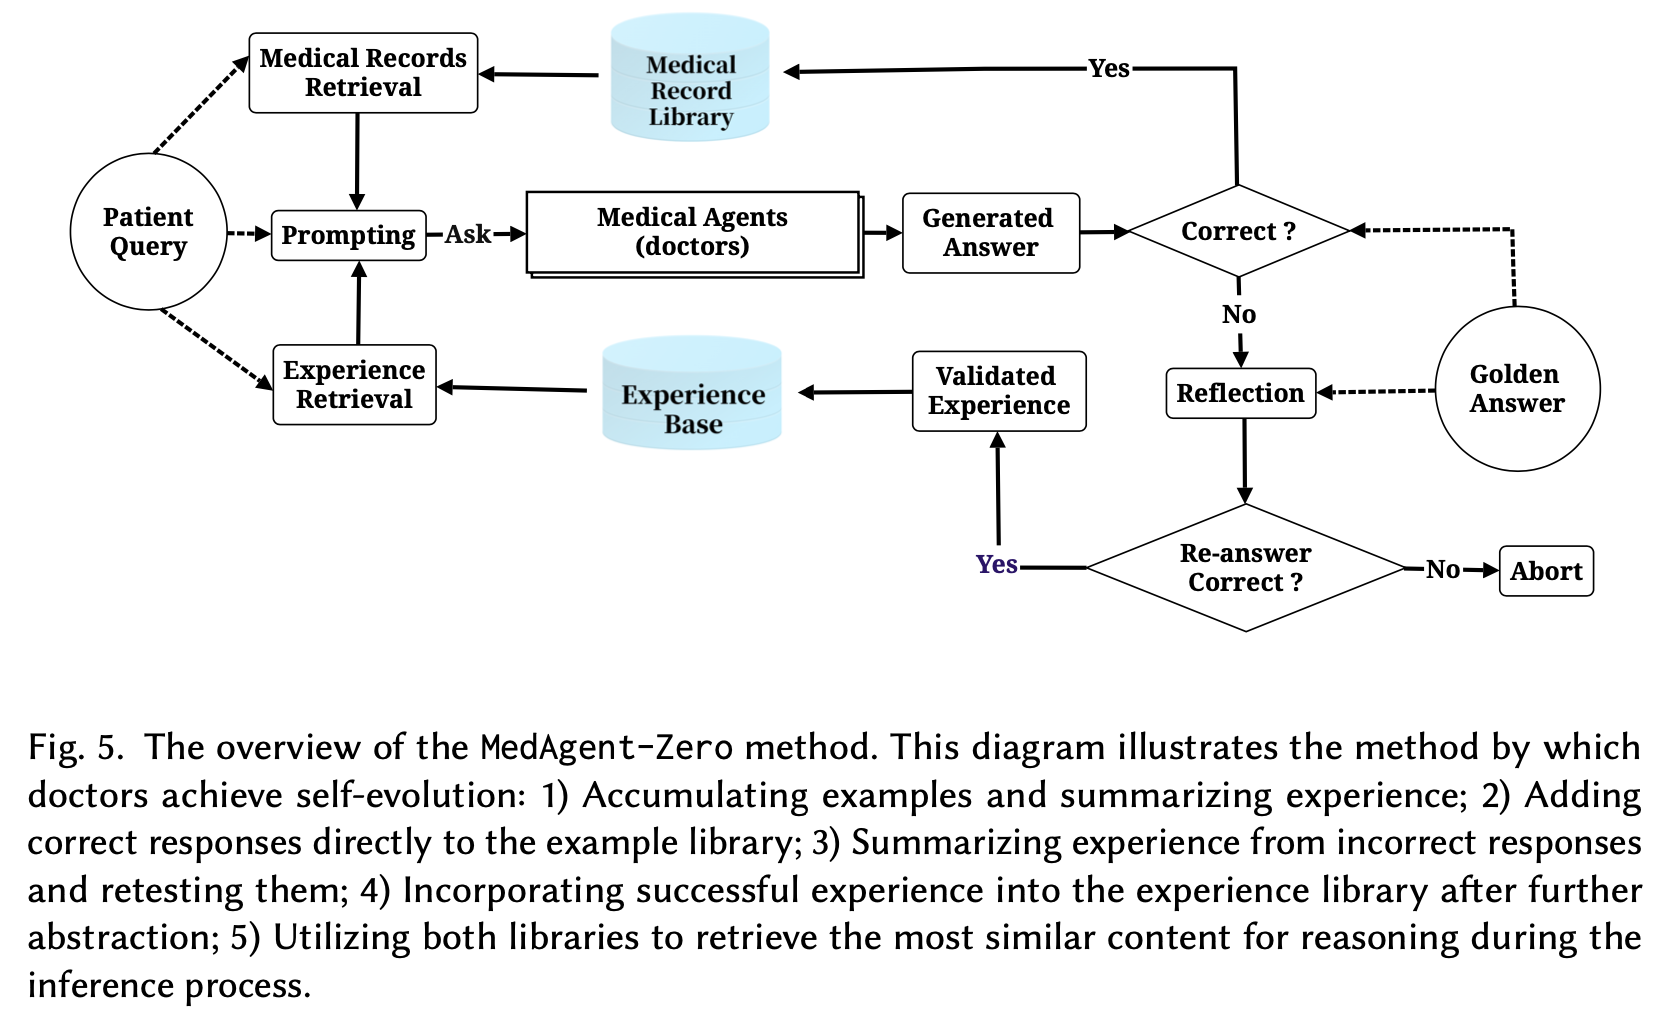 Medical Records
Retrieval
Medical
Record
Library
Yes
Patient
Query
Prompting
Ask
Medical Agents
(doctors)
Generated
Answer
Correct ?
No
Experience
Retrieval
Experience
Base
Validated
Experience
Reflection
Golden
Answer
Yes
Re-answer
Correct ?
No
Abort
Fig. 5. The overview of the MedAgent-Zero method. This diagram illustrates the method by which
doctors achieve self-evolution: 1) Accumulating examples and summarizing experience; 2) Adding
correct responses directly to the example library; 3) Summarizing experience from incorrect responses
and retesting them; 4) Incorporating successful experience into the experience library after further
abstraction; 5) Utilizing both libraries to retrieve the most similar content for reasoning during the
inference process.